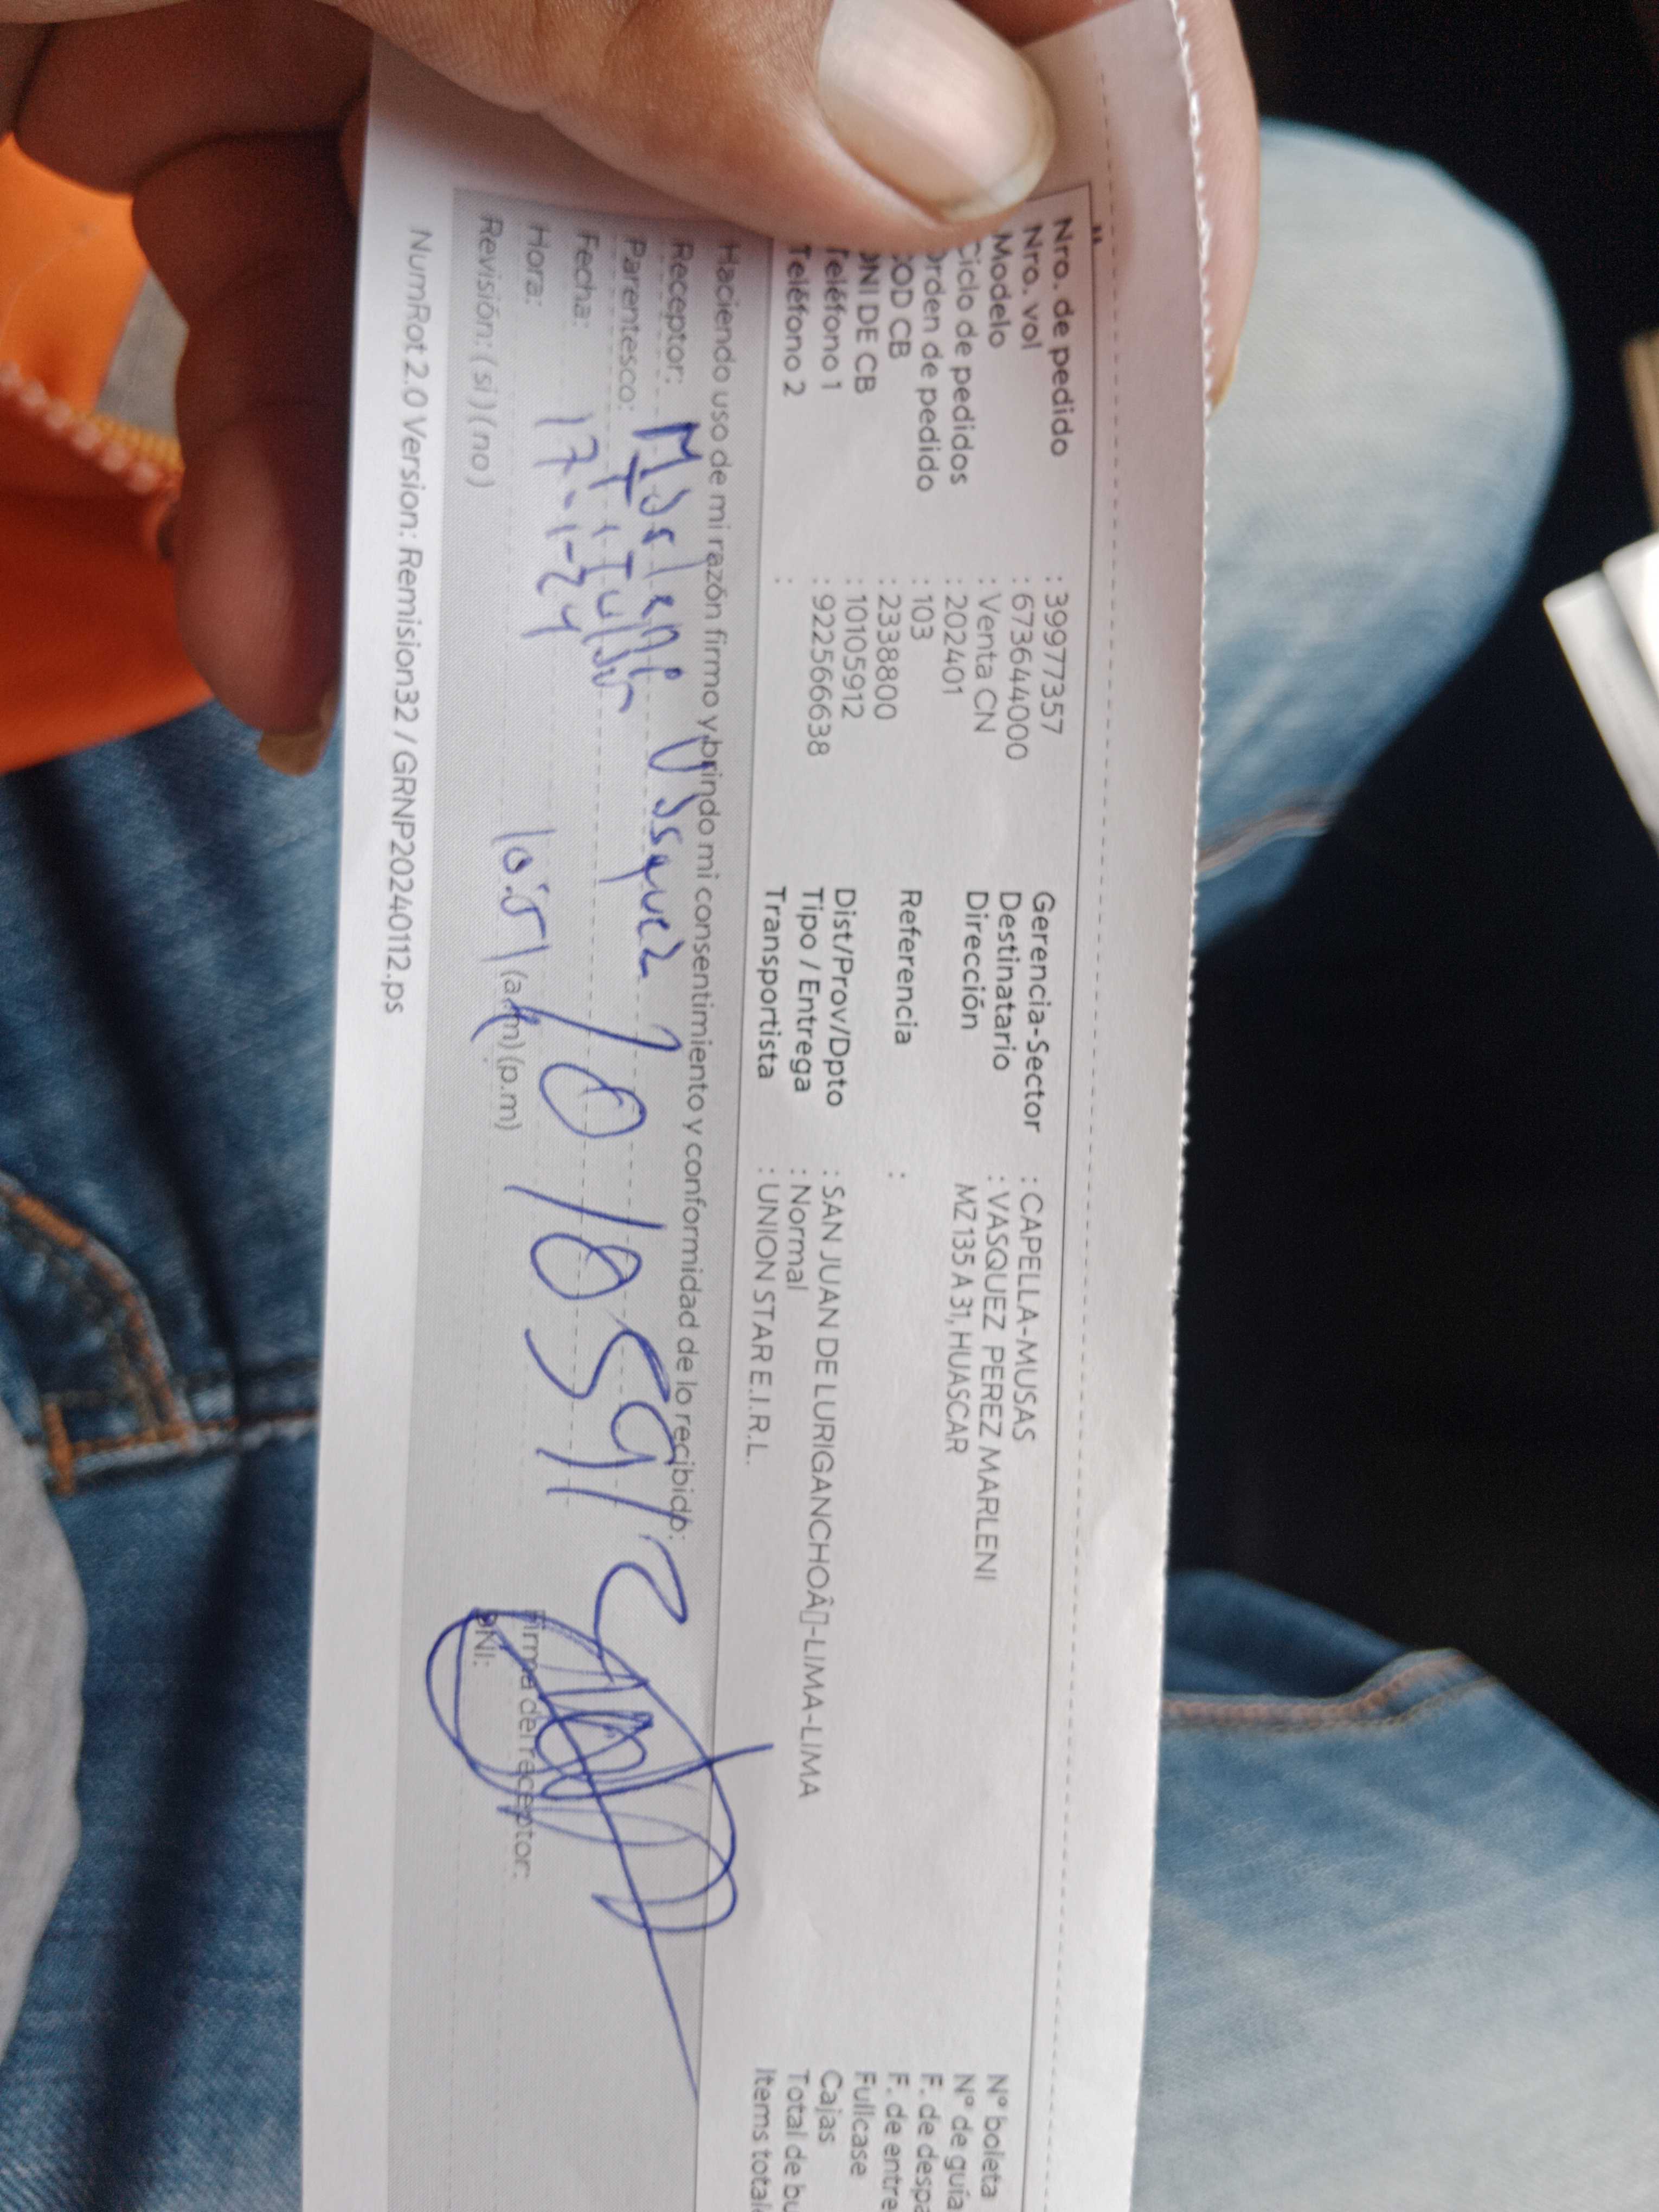 Nro. de pedido : 39977357
Nro. vol : 673644000
Modelo : Venta CN
Ciclo de pedidos : 202401
Orden de pedido : 103
COD CB : 2338800
DNI DE CB : 10105912
Teléfono 1 : 922566638
Teléfono 2 :
Gerencia-Sector : CAPELLA-MUSAS
Destinatario : VASQUEZ PEREZ MARLENI
Dirección MZ 135 A 31, HUASCAR
Referencia :
Dist/Prov/Dpto : SAN JUAN DE LURIGANCHOÂ▯-LIMA-LIMA
Tipo / Entrega : Normal
Transportista : UNION STAR E.I.R.L.
Nº boleta
Nº de guía
F. de despa
F. de entre
Fullcase
Cajas
Total de bu
Items total
Haciendo uso de mi razón firmo y brindo mi consentimiento y conformidad de lo recibido:
Receptor: Marleni Vasquez
Parentesco: Titular
Fecha: 17-1-24
Hora: 10:51 (a.m) (p.m)
10105912
Firma del receptor:
Revisión: ( si ) ( no )
DNI:
NumRot 2.0 Version: Remision32 / GRNP20240112.ps